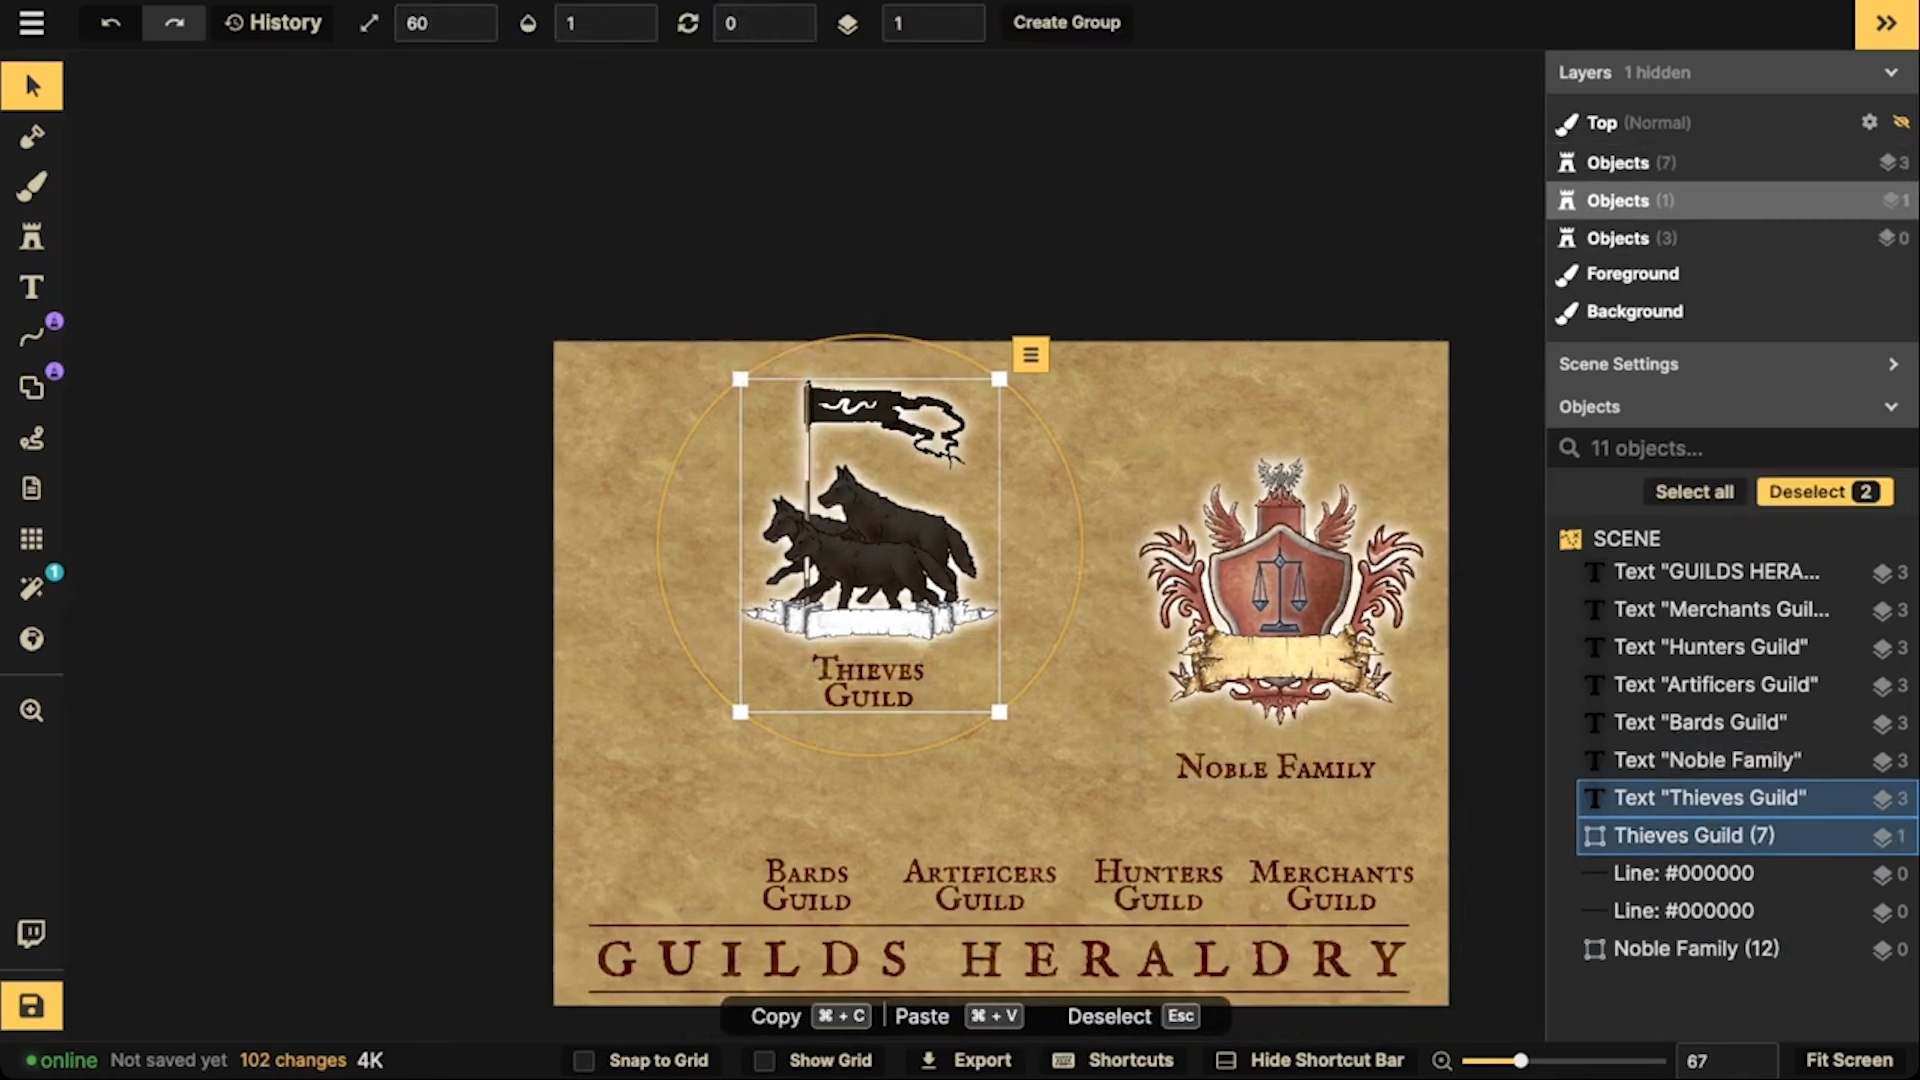 History
60
1
0
1
Create Group
Layers 1 hidden
Top (Normal)
Objects (7) 3
Objects (1) 1
Objects (3) 0
Foreground
Background
Scene Settings
Objects
11 objects...
Select all
Deselect 2
SCENE
Text "GUILDS HERA... 3
Text "Merchants Guil... 3
Text "Hunters Guild" 3
Text "Artificers Guild" 3
Text "Bards Guild" 3
Text "Noble Family" 3
Text "Thieves Guild" 3
Thieves Guild (7) 1
Line: #000000 0
Line: #000000 0
Noble Family (12) 0
1
Thieves
Guild
Noble Family
Bards
Guild
Artificers
Guild
Hunters
Guild
Merchants
Guild
GUILDS HERALDRY
Copy ⌘ + C | Paste ⌘ + V Deselect Esc
online Not saved yet 102 changes 4K
Snap to Grid
Show Grid
Export
Shortcuts
Hide Shortcut Bar
67
Fit Screen